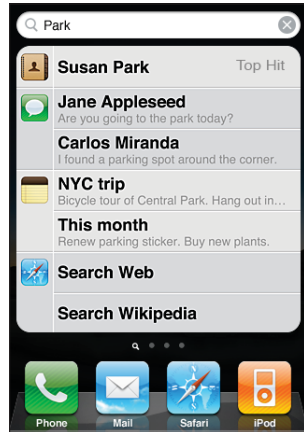 Park
Susan Park Top Hit
Jane Appleseed
Are you going to the park today?
Carlos Miranda
I found a parking spot around the corner.
NYC trip
Bicycle tour of Central Park. Hang out in...
This month
Renew parking sticker. Buy new plants.
Search Web
Search Wikipedia
Phone Mail Safari iPod